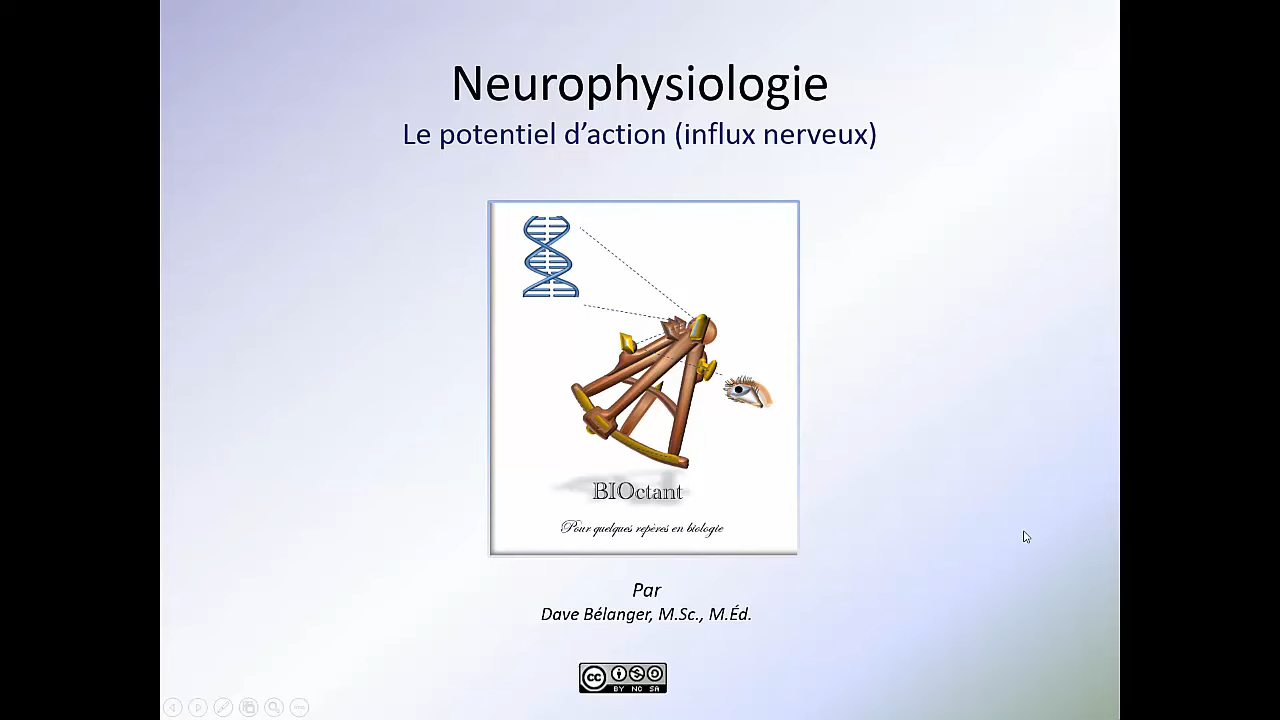 Neurophysiologie
Le potentiel d’action (influx nerveux)
BIOctant
Pour quelques repères en biologie
Par
Dave Bélanger, M.Sc., M.Éd.
cc
BY NC SA